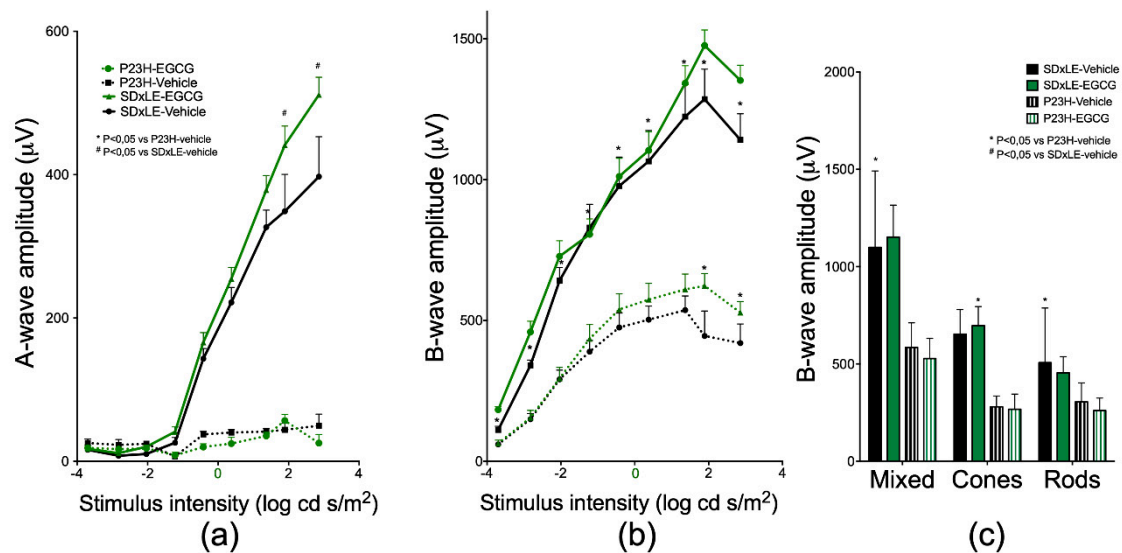 A-wave amplitude (μV)
600
400
200
0
P23H-EGCG
P23H-Vehicle
SDxLE-EGCG
SDxLE-Vehicle
* P<0,05 vs P23H-vehicle
# P<0,05 vs SDxLE-vehicle
#
#
-4
-2
0
2
4
Stimulus intensity (log cd s/m²)
(a)
B-wave amplitude (μV)
1500
1000
500
0
* * * * * * * * *
* *
-4
-2
0
2
4
Stimulus intensity (log cd s/m²)
(b)
B-wave amplitude (μV)
2000
1500
1000
500
0
SDxLE-Vehicle
SDxLE-EGCG
P23H-Vehicle
P23H-EGCG
* P<0,05 vs P23H-vehicle
# P<0,05 vs SDxLE-vehicle
*
*
*
Mixed Cones Rods
(c)